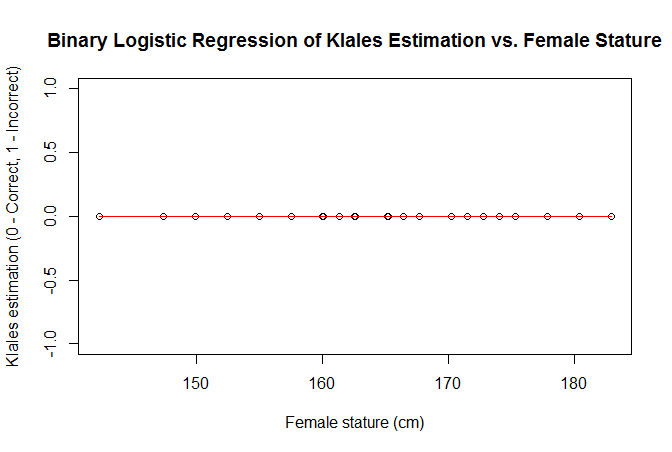 Binary Logistic Regression of Klales Estimation vs. Female Stature
Klales estimation (0 - Correct, 1 - Incorrect)
1.0
0.5
0.0
-0.5
-1.0
150 160 170 180
Female stature (cm)